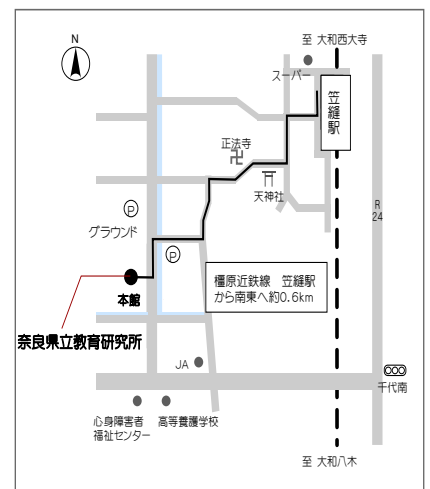 N
至 大和西大寺
スーパー
笠縫駅
正法寺
卍
天神社
R
24
P
グラウンド
P
本館
橿原近鉄線 笠縫駅
から南東へ約0.6km
奈良県立教育研究所
JA
千代南
心身障害者
福祉センター
高等養護学校
至 大和八木